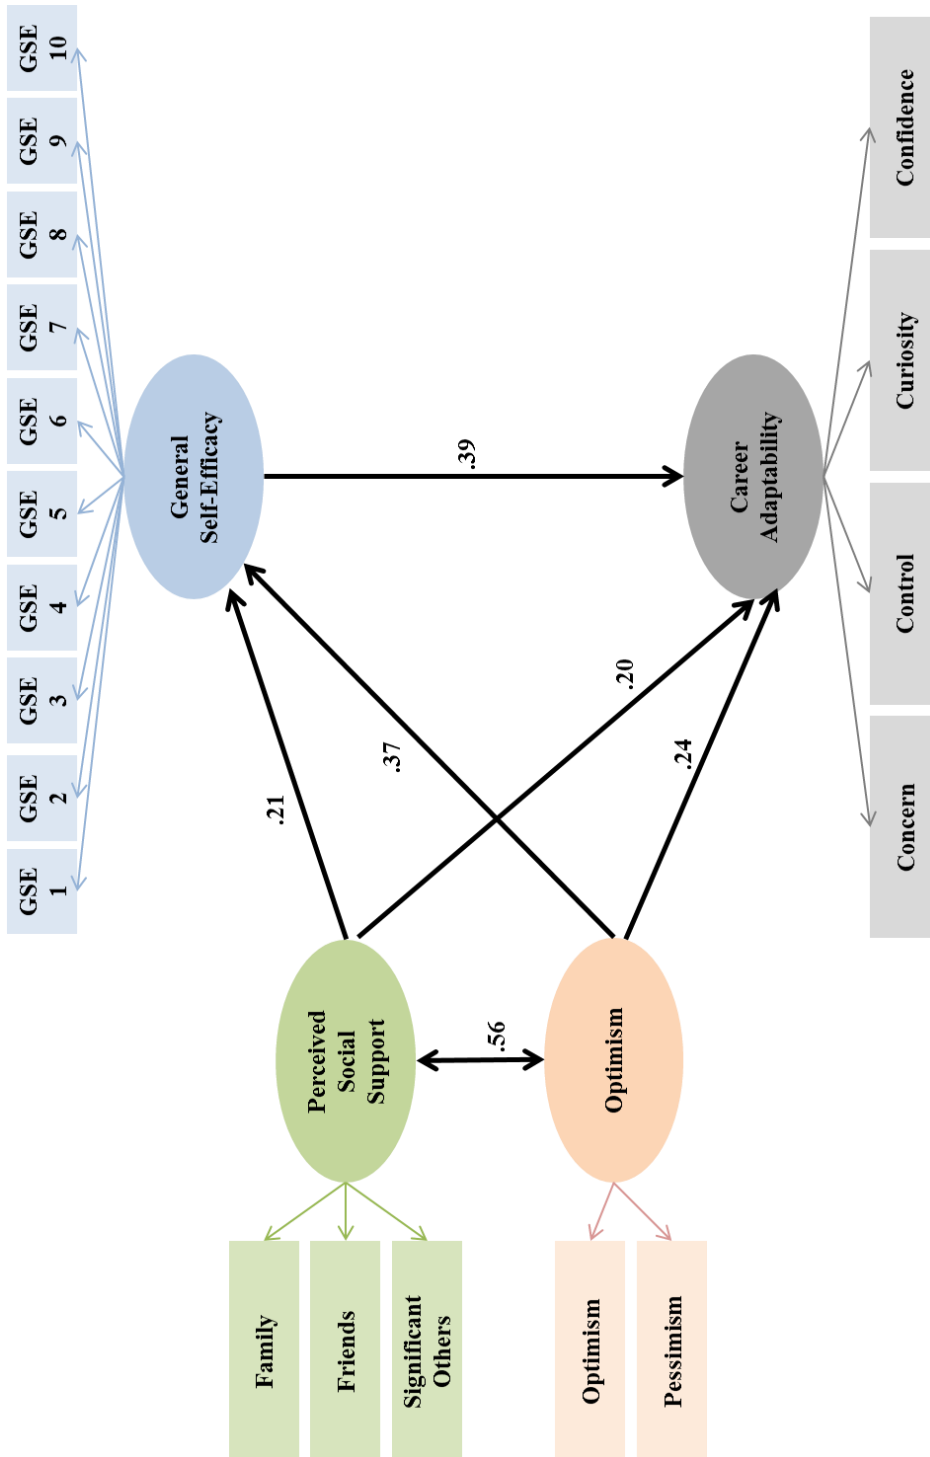 GSE
1
GSE
2
GSE
3
GSE
4
GSE
5
GSE
6
GSE
7
GSE
8
GSE
9
GSE
10
General
Self-Efficacy
Family
Friends
Significant
Others
Perceived
Social
Support
.21
.37
.39
.56
.20
.24
Optimism
Pessimism
Optimism
Career
Adaptability
Concern
Control
Curiosity
Confidence